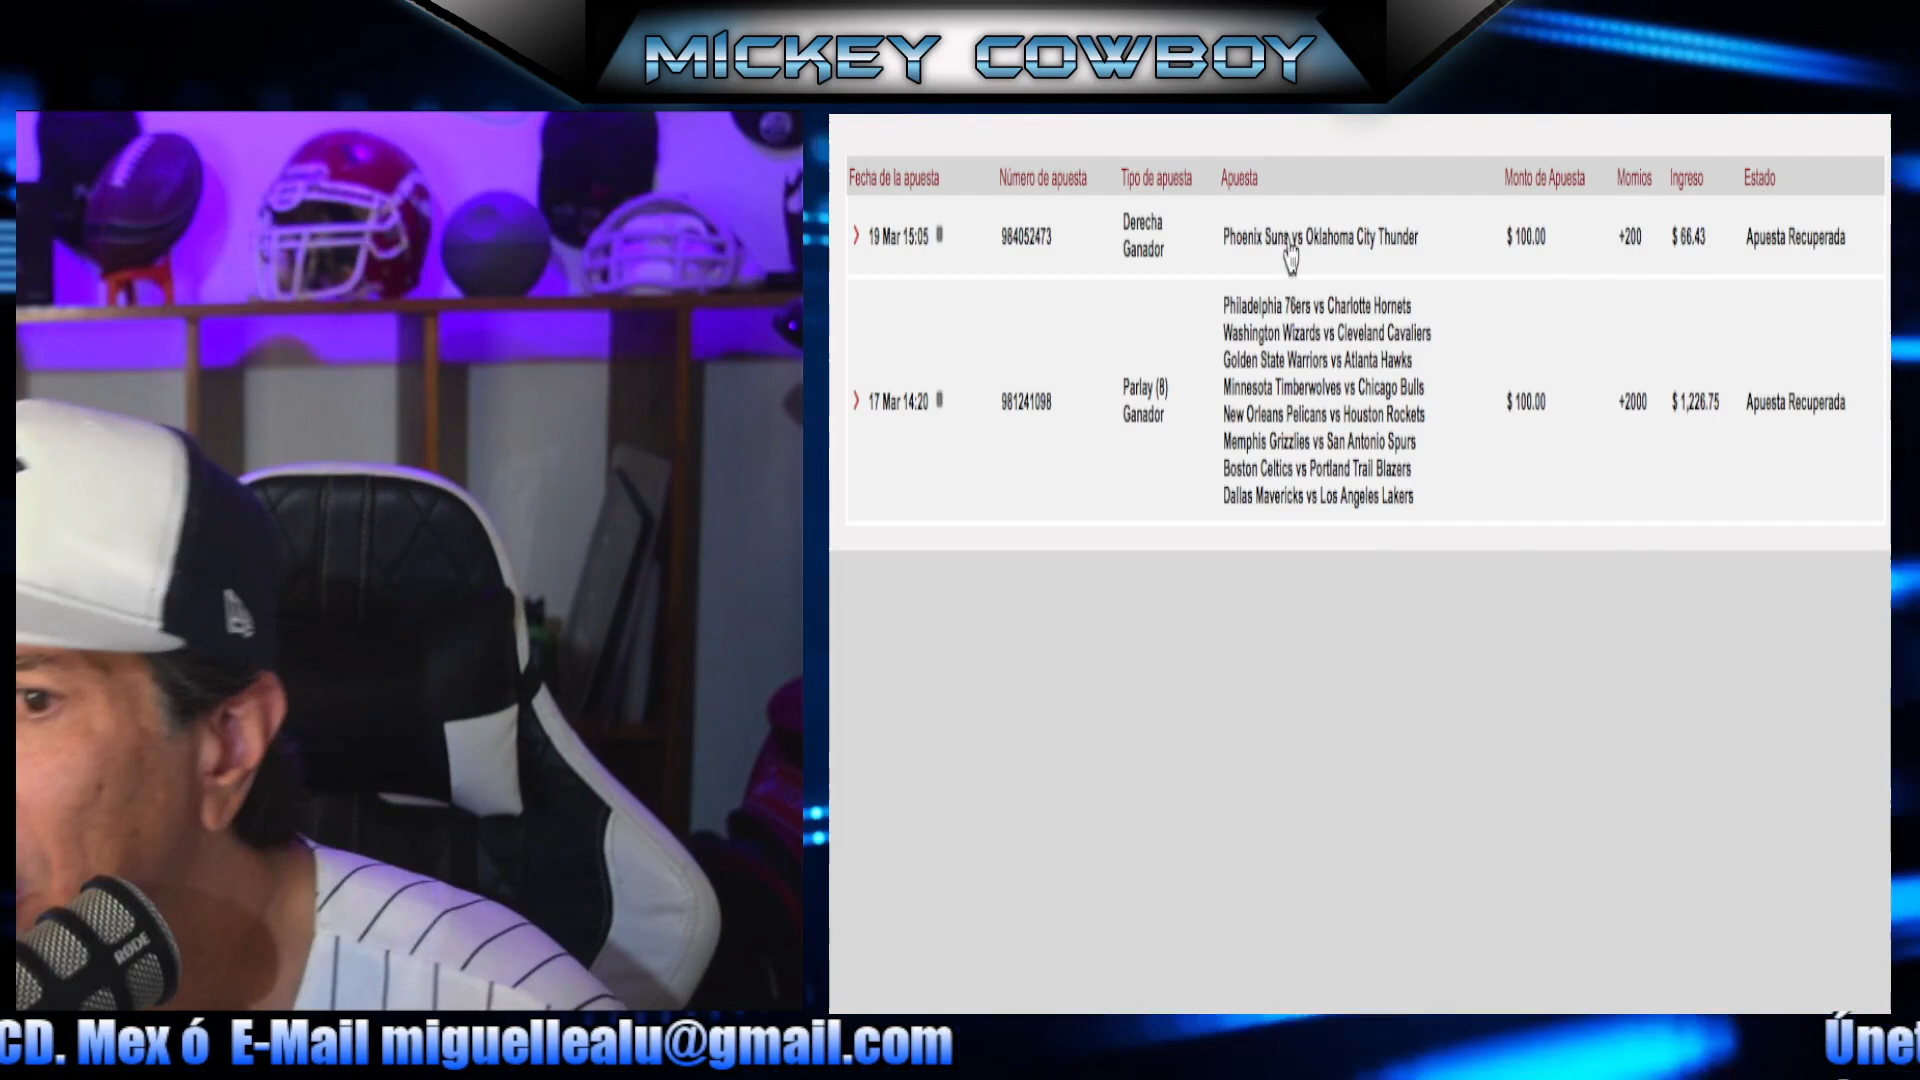 MICKEY COWBOY
Fecha de la apuesta Número de apuesta Tipo de apuesta Apuesta Monto de Apuesta Momios Ingreso Estado
19 Mar 15:05 984052473 Derecha Ganador Phoenix Suns vs Oklahoma City Thunder $ 100.00 +200 $ 66.43 Apuesta Recuperada
Philadelphia 76ers vs Charlotte Hornets
Washington Wizards vs Cleveland Cavaliers
Golden State Warriors vs Atlanta Hawks
17 Mar 14:20 981241098 Parlay (8) Ganador Minnesota Timberwolves vs Chicago Bulls $ 100.00 +2000 $ 1,226.75 Apuesta Recuperada
New Orleans Pelicans vs Houston Rockets
Memphis Grizzlies vs San Antonio Spurs
Boston Celtics vs Portland Trail Blazers
Dallas Mavericks vs Los Angeles Lakers
RODE
CD. Mex ó E-Mail miguellealu@gmail.com Únet